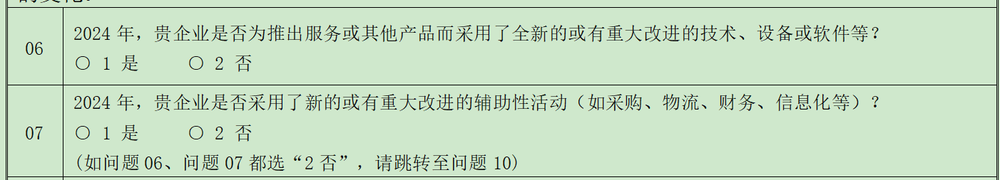 的变化。
06
2024 年，贵企业是否为推出服务或其他产品而采用了全新的或有重大改进的技术、设备或软件等？
○ 1 是 ○ 2 否
07
2024 年，贵企业是否采用了新的或有重大改进的辅助性活动（如采购、物流、财务、信息化等）？
○ 1 是 ○ 2 否
(如问题 06、问题 07 都选“2 否”，请跳转至问题 10)